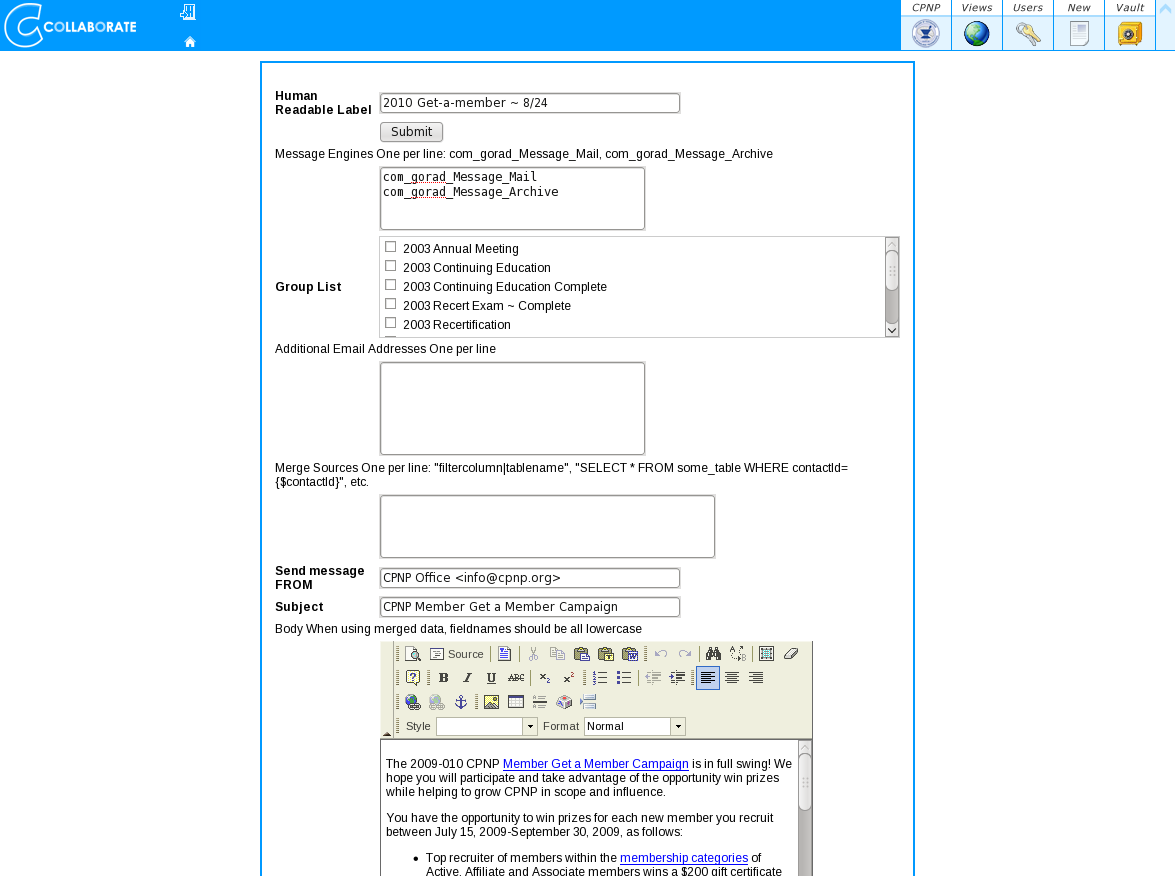 COLLABORATE
CPNP Views Users New Vault
Human
Readable Label
2010 Get-a-member ~ 8/24
Submit
Message Engines One per line: com_gorad_Message_Mail, com_gorad_Message_Archive
com_gorad_Message_Mail
com_gorad_Message_Archive
Group List
2003 Annual Meeting
2003 Continuing Education
2003 Continuing Education Complete
2003 Recert Exam ~ Complete
2003 Recertification
Additional Email Addresses One per line
Merge Sources One per line: "filtercolumn|tablename", "SELECT * FROM some_table WHERE contactId=
{$contactId}", etc.
Send message
FROM
CPNP Office <info@cpnp.org>
Subject
CPNP Member Get a Member Campaign
Body When using merged data, fieldnames should be all lowercase
Source
B I U ABC x₂ x²
Style Format Normal
The 2009-010 CPNP Member Get a Member Campaign is in full swing! We
hope you will participate and take advantage of the opportunity win prizes
while helping to grow CPNP in scope and influence.
You have the opportunity to win prizes for each new member you recruit
between July 15, 2009-September 30, 2009, as follows:
• Top recruiter of members within the membership categories of
Active, Affiliate and Associate members wins a $200 gift certificate